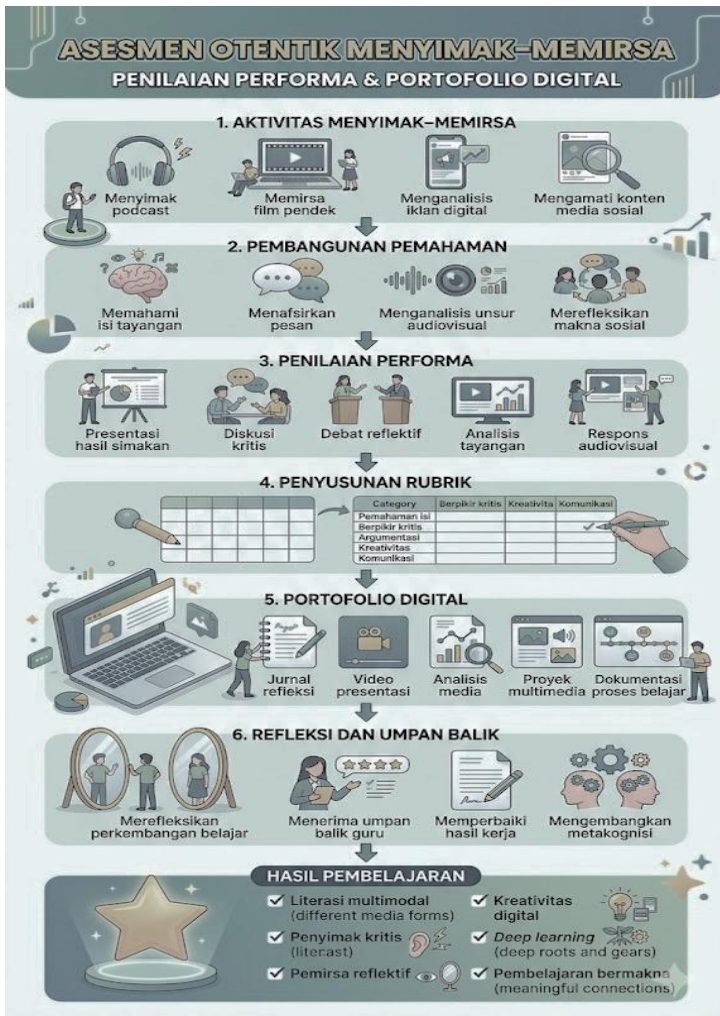 ASESMEN OTENTIK MENYIMAK–MEMIRSA
PENILAIAN PERFORMA & PORTOFOLIO DIGITAL
1. AKTIVITAS MENYIMAK–MEMIRSA
Menyimak
podcast
Memirsa
film pendek
Menganalisis
iklan digital
Mengamati konten
media sosial
2. PEMBANGUNAN PEMAHAMAN
Memahami
isi tayangan
Menafsirkan
pesan
Menganalisis unsur
audiovisual
Merefleksikan
makna sosial
3. PENILAIAN PERFORMA
Presentasi
hasil simakan
Diskusi
kritis
Debat reflektif
Analisis
tayangan
Respons
audiovisual
4. PENYUSUNAN RUBRIK
Category Berpikir kritis Kreativita Komunikasi
Pemahaman isi
Berpikir kritis
Argumentasi
Kreativitas
Komunikasi
5. PORTOFOLIO DIGITAL
Jurnal
refleksi
Video
presentasi
Analisis
media
Proyek
multimedia
Dokumentasi
proses belajar
6. REFLEKSI DAN UMPAN BALIK
Merefleksikan
perkembangan belajar
Menerima umpan
balik guru
Memperbaiki
hasil kerja
Mengembangkan
metakognisi
HASIL PEMBELAJARAN
Literasi multimodal
(different media forms)
Penyimak kritis
(litecast)
Pemirsa reflektif
Kreativitas
digital
Deep learning
(deep roots and gears)
Pembelajaran bermakna
(meaningful connections)